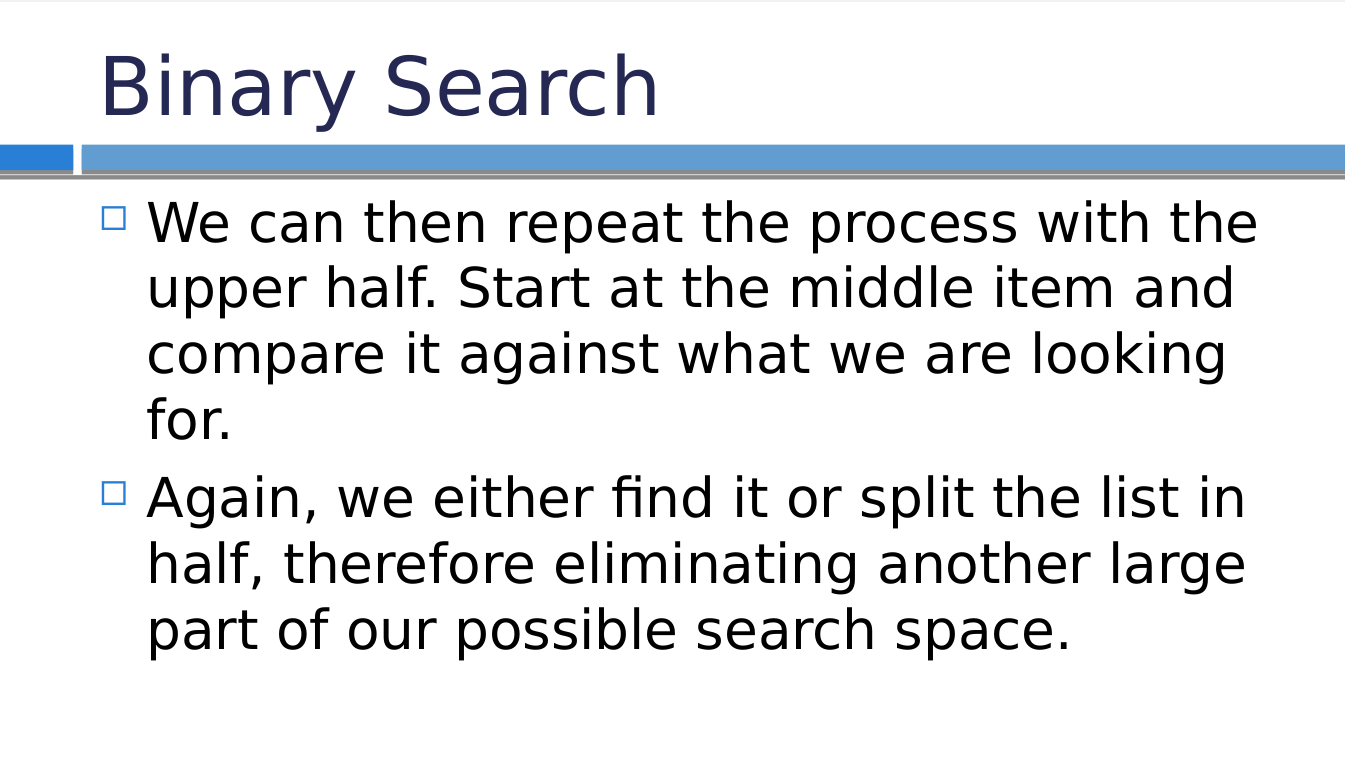 Binary Search
We can then repeat the process with the
upper half. Start at the middle item and
compare it against what we are looking
for.
Again, we either find it or split the list in
half, therefore eliminating another large
part of our possible search space.